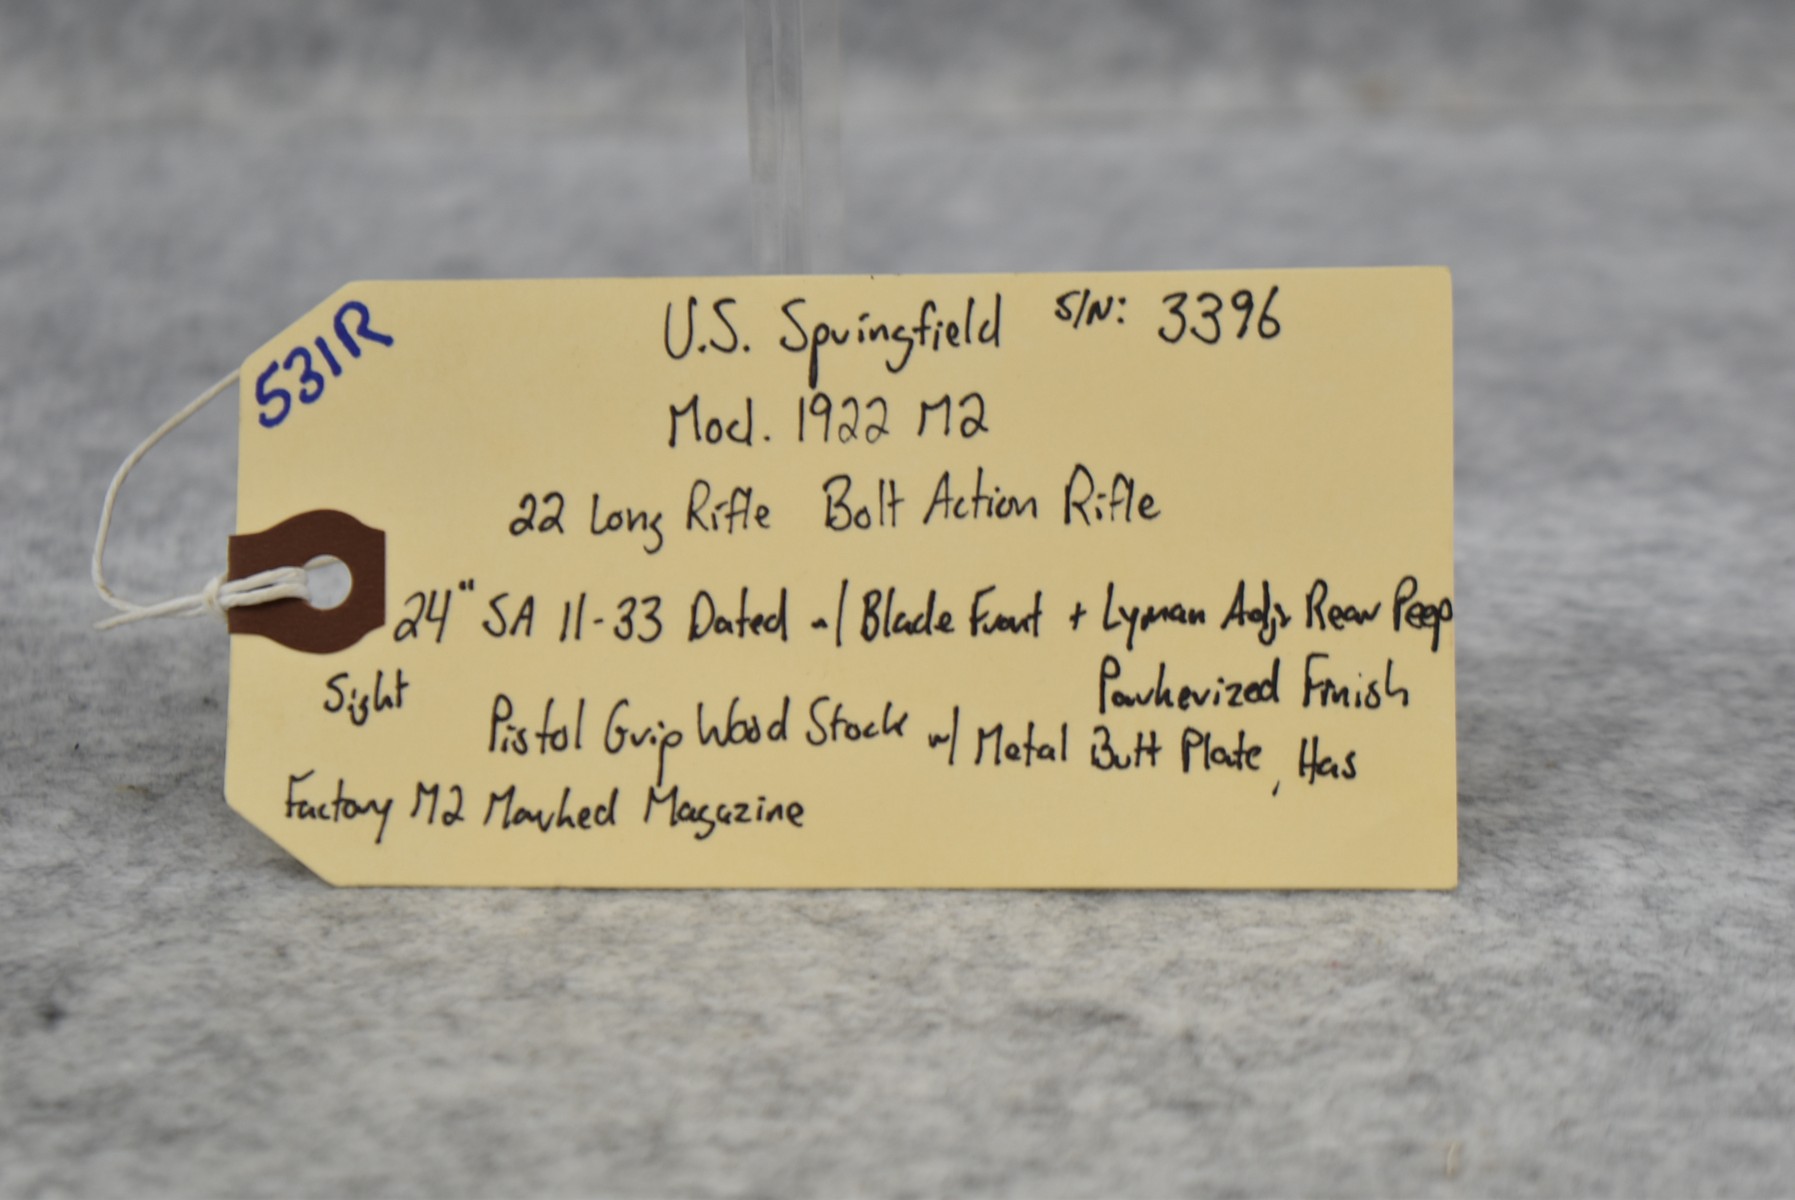 531R
U.S. Springfield S/N: 3396
Mod. 1922 M2
22 Long Rifle Bolt Action Rifle
24" SA 11-33 Dated w/ Blade Front + Lyman Adj. Rear Peep
Sight Parkerized Finish
Pistol Grip Wood Stock w/ Metal Butt Plate, Has
Factory M2 Marked Magazine